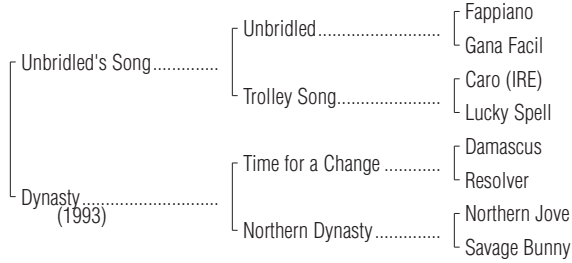 Fappiano
Unbridled
Gana Facil
Unbridled's Song
Caro (IRE)
Trolley Song
Lucky Spell
Damascus
Time for a Change
Resolver
Dynasty
(1993)
Northern Jove
Northern Dynasty
Savage Bunny